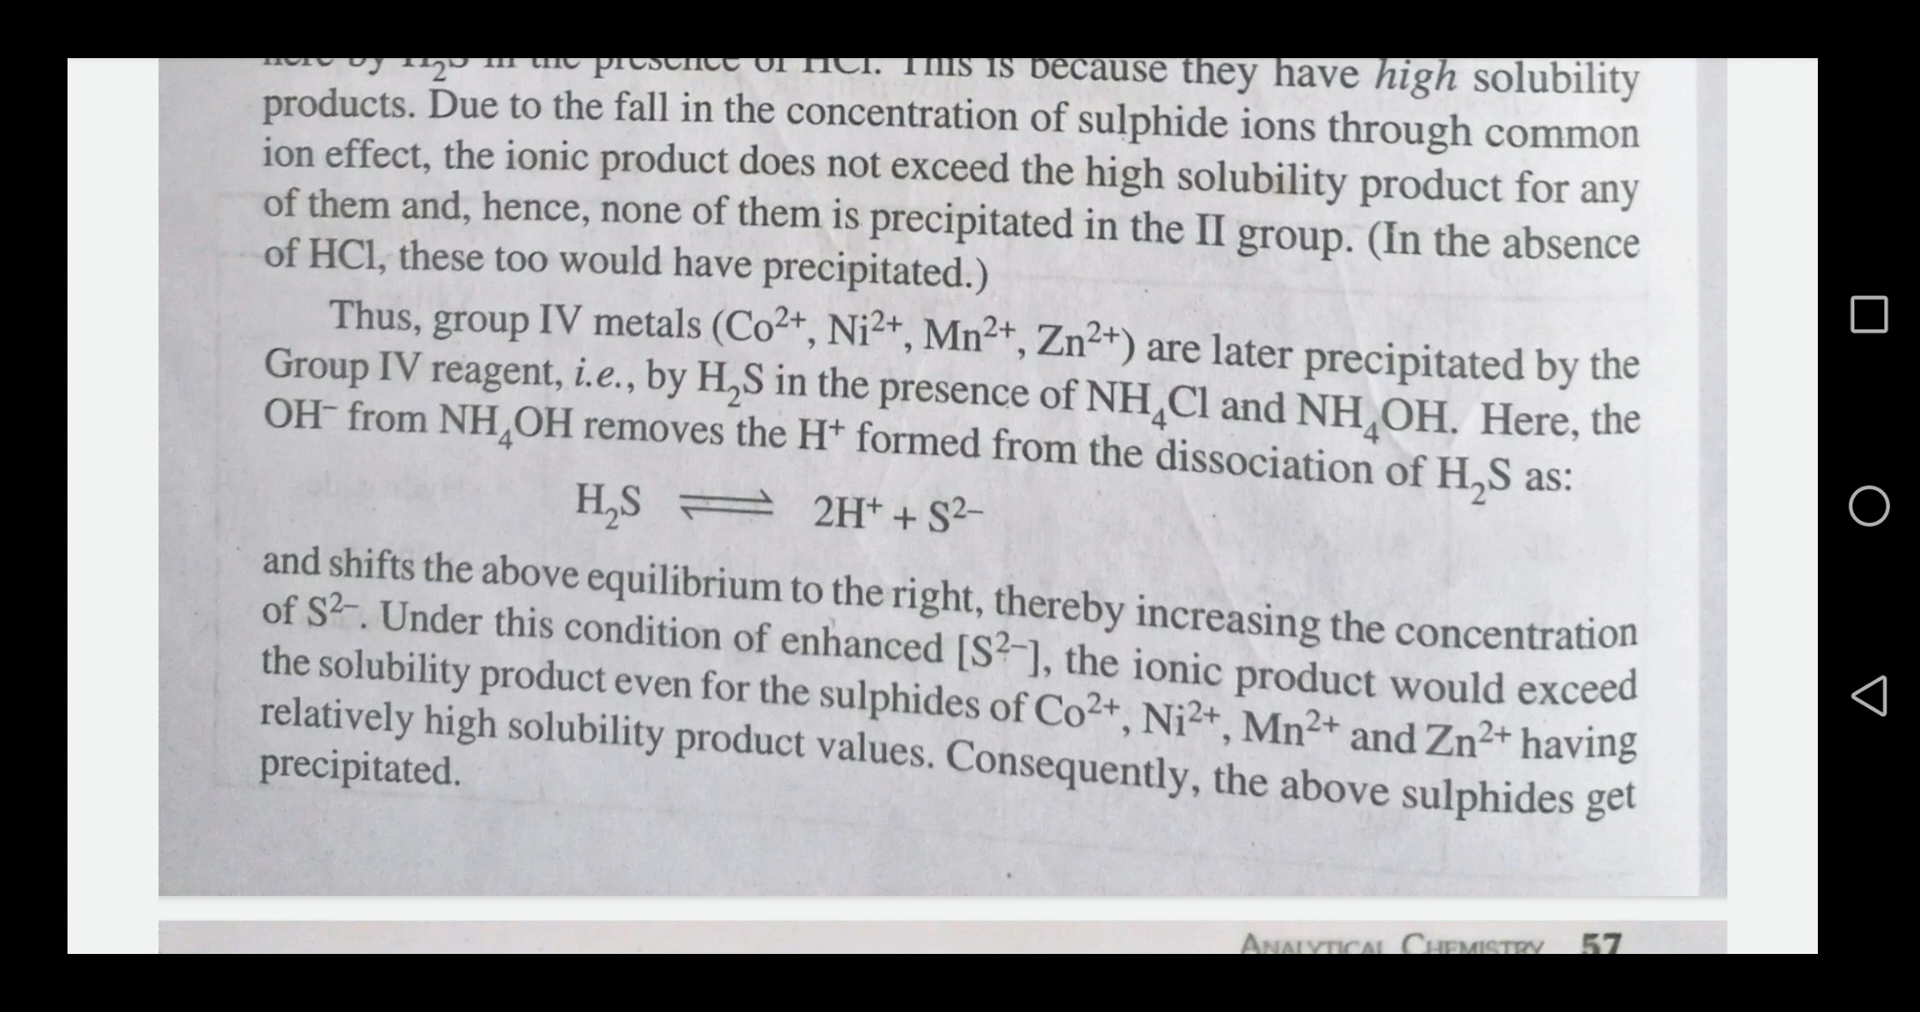 here by H₂S in the presence of HCl. This is because they have high solubility
products. Due to the fall in the concentration of sulphide ions through common
ion effect, the ionic product does not exceed the high solubility product for any
of them and, hence, none of them is precipitated in the II group. (In the absence
of HCl, these too would have precipitated.)
Thus, group IV metals (Co²⁺, Ni²⁺, Mn²⁺, Zn²⁺) are later precipitated by the
Group IV reagent, i.e., by H₂S in the presence of NH₄Cl and NH₄OH. Here, the
OH⁻ from NH₄OH removes the H⁺ formed from the dissociation of H₂S as:
H₂S ⇌ 2H⁺ + S²⁻
and shifts the above equilibrium to the right, thereby increasing the concentration
of S²⁻. Under this condition of enhanced [S²⁻], the ionic product would exceed
the solubility product even for the sulphides of Co²⁺, Ni²⁺, Mn²⁺ and Zn²⁺ having
relatively high solubility product values. Consequently, the above sulphides get
precipitated.
ANALYTICAL CHEMISTRY 57